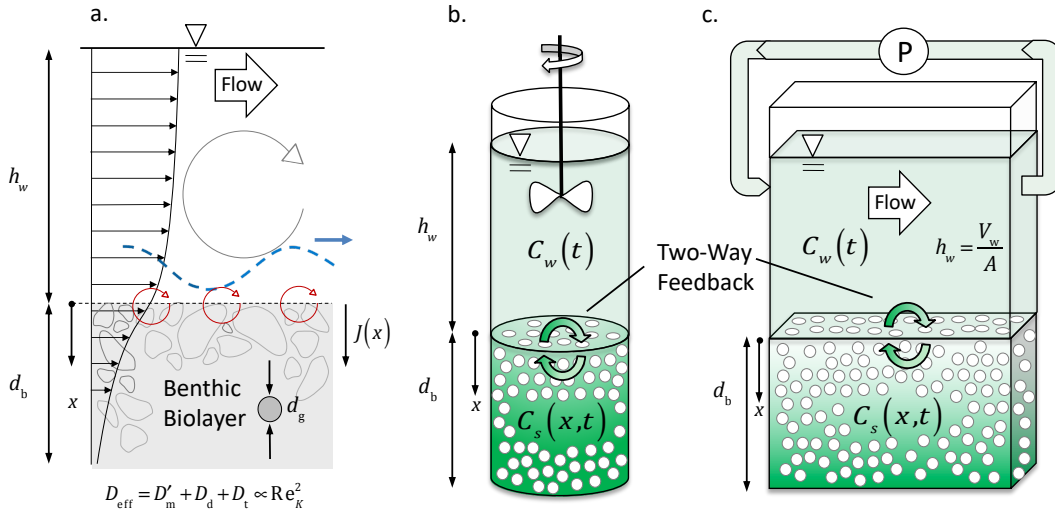 a.
Flow
h_w
J(x)
x
d_b
Benthic
Biolayer
d_g
D_eff = D'_m + D_d + D_t ∝ Re_K^2
b.
h_w
C_w(t)
Two-Way
Feedback
x
d_b
C_s(x,t)
c.
P
Flow
C_w(t)
h_w = V_w/A
d_b
x
C_s(x,t)